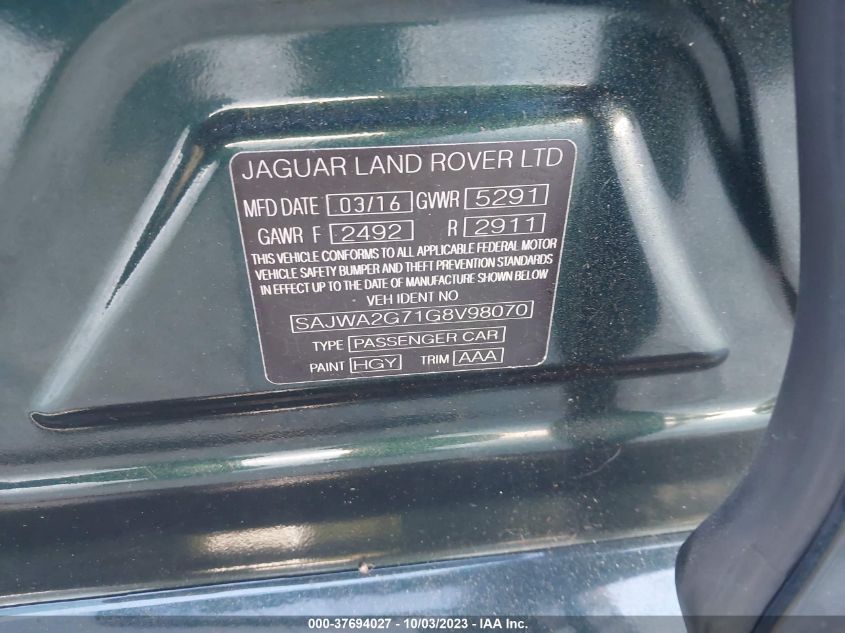 JAGUAR LAND ROVER LTD
MFD DATE 03/16 GVWR 5291
GAWR F 2492 R 2911
THIS VEHICLE CONFORMS TO ALL APPLICABLE FEDERAL MOTOR
VEHICLE SAFETY BUMPER AND THEFT PREVENTION STANDARDS
IN EFFECT UP TO THE DATE OF MANUFACTURE SHOWN BELOW
VEH IDENT NO
SAJWA2G71G8V98070
TYPE PASSENGER CAR
PAINT HGY TRIM AAA
000-37694027 - 10/03/2023 - IAA Inc.